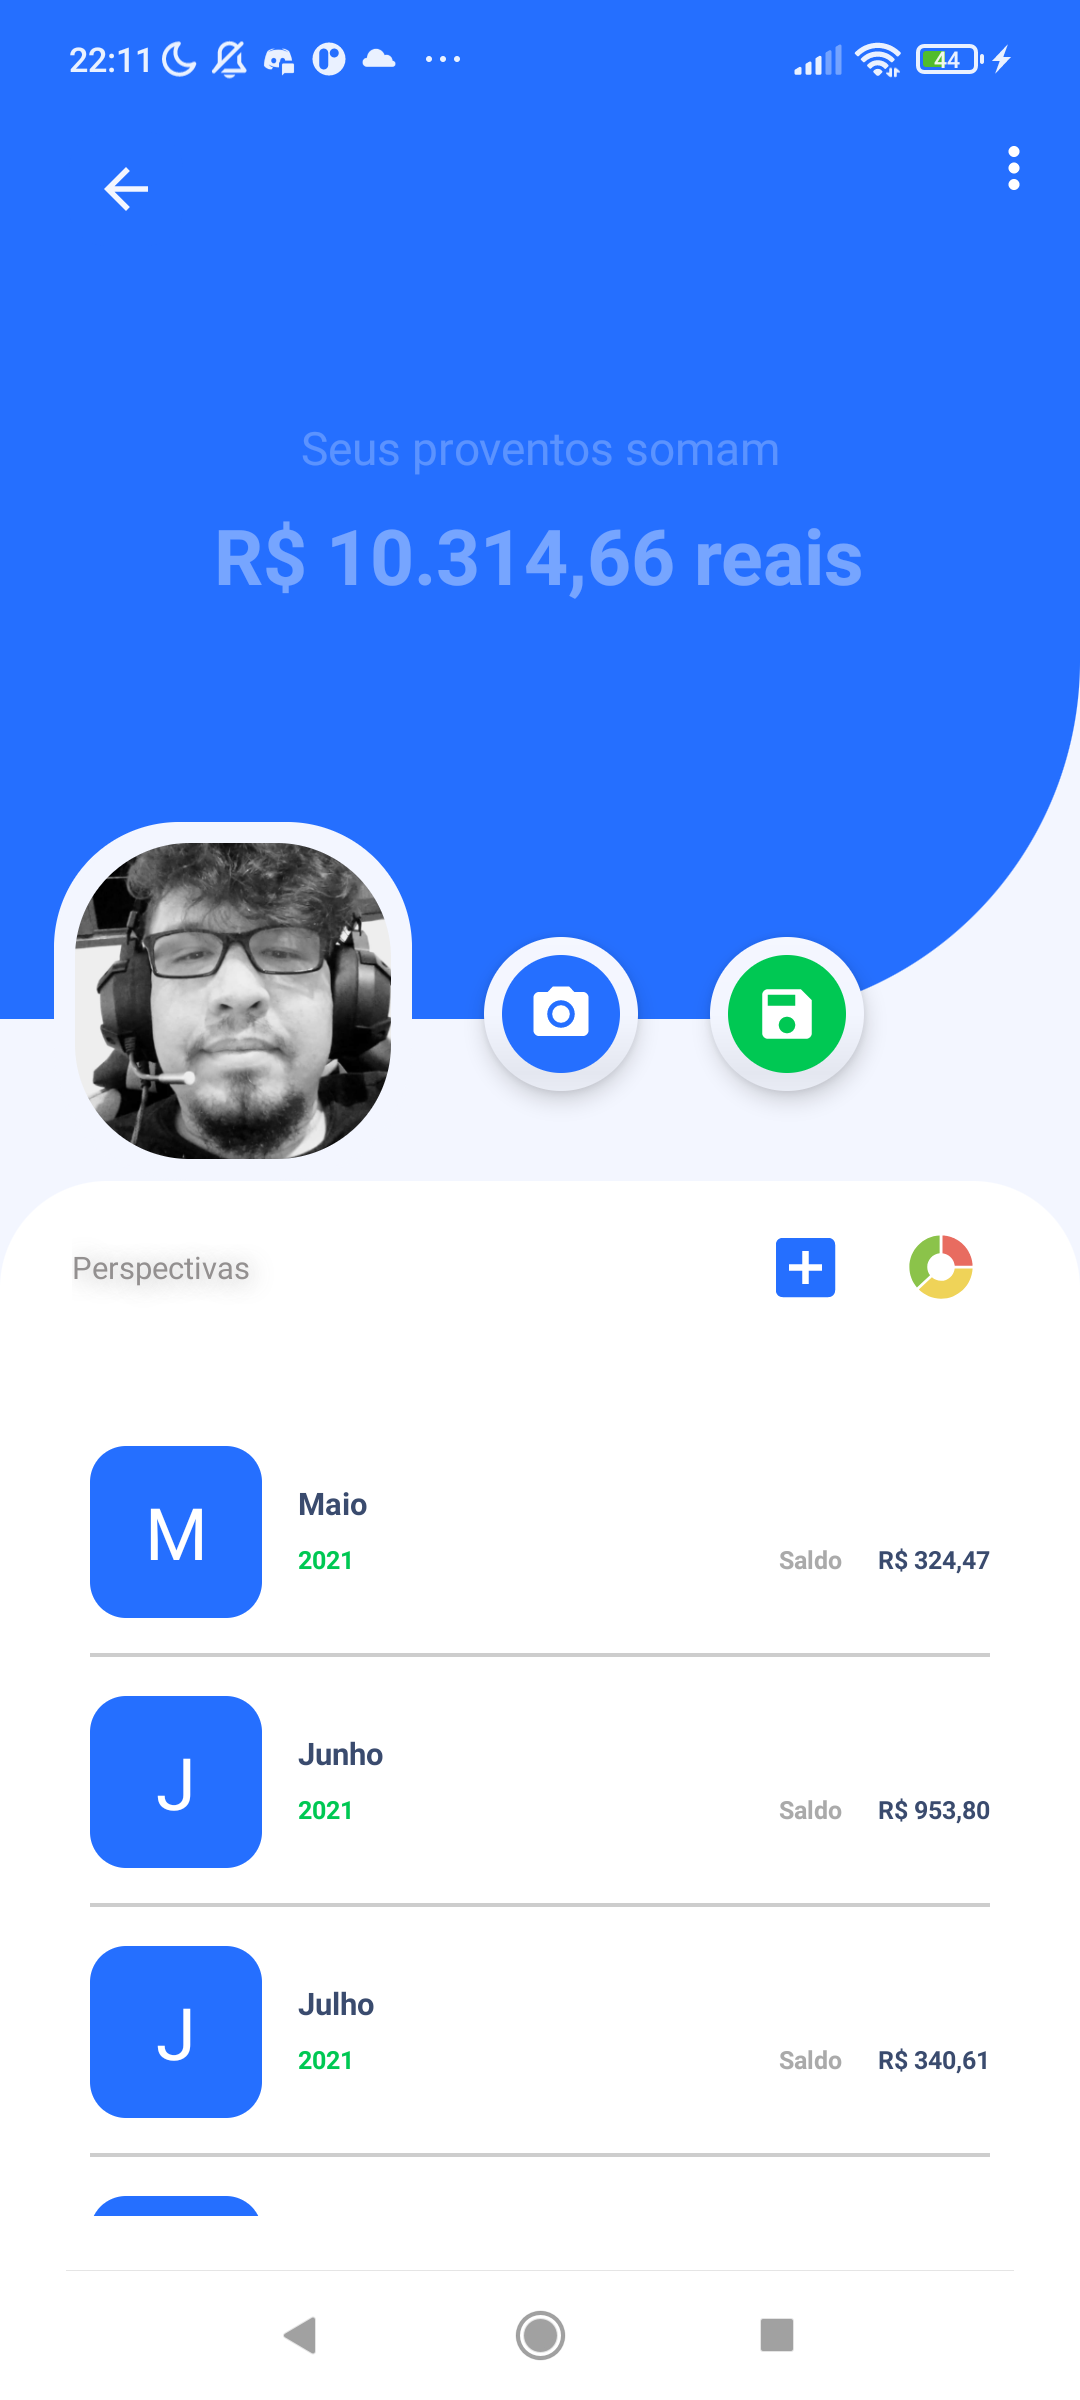 22:11
44
Seus proventos somam
R$ 10.314,66 reais
Perspectivas
M
Maio
2021
Saldo R$ 324,47
J
Junho
2021
Saldo R$ 953,80
J
Julho
2021
Saldo R$ 340,61